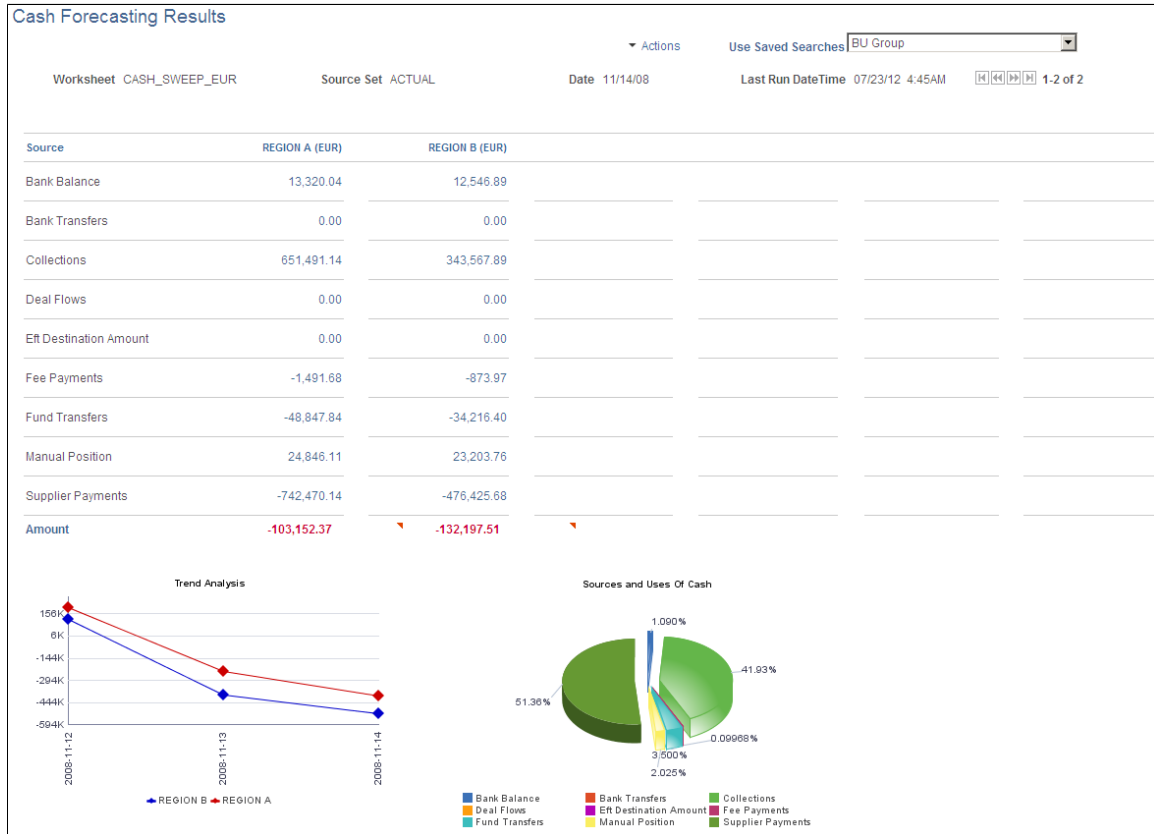 Cash Forecasting Results
Actions Use Saved Searches BU Group
Worksheet CASH_SWEEP_EUR Source Set ACTUAL Date 11/14/08 Last Run DateTime 07/23/12 4:45AM 1-2 of 2
Source REGION A (EUR) REGION B (EUR)
Bank Balance 13,320.04 12,546.89
Bank Transfers 0.00 0.00
Collections 651,491.14 343,567.89
Deal Flows 0.00 0.00
Eft Destination Amount 0.00 0.00
Fee Payments -1,491.68 -873.97
Fund Transfers -48,847.84 -34,216.40
Manual Position 24,846.11 23,203.76
Supplier Payments -742,470.14 -476,425.68
Amount -103,152.37 -132,197.51
Trend Analysis
156K
6K
-144K
-294K
-444K
-594K
2008-11-12
2008-11-13
2008-11-14
REGION B REGION A
Sources and Uses Of Cash
1.090%
41.93%
51.36%
0.09968%
3.500%
2.025%
Bank Balance Bank Transfers Collections
Deal Flows Eft Destination Amount Fee Payments
Fund Transfers Manual Position Supplier Payments